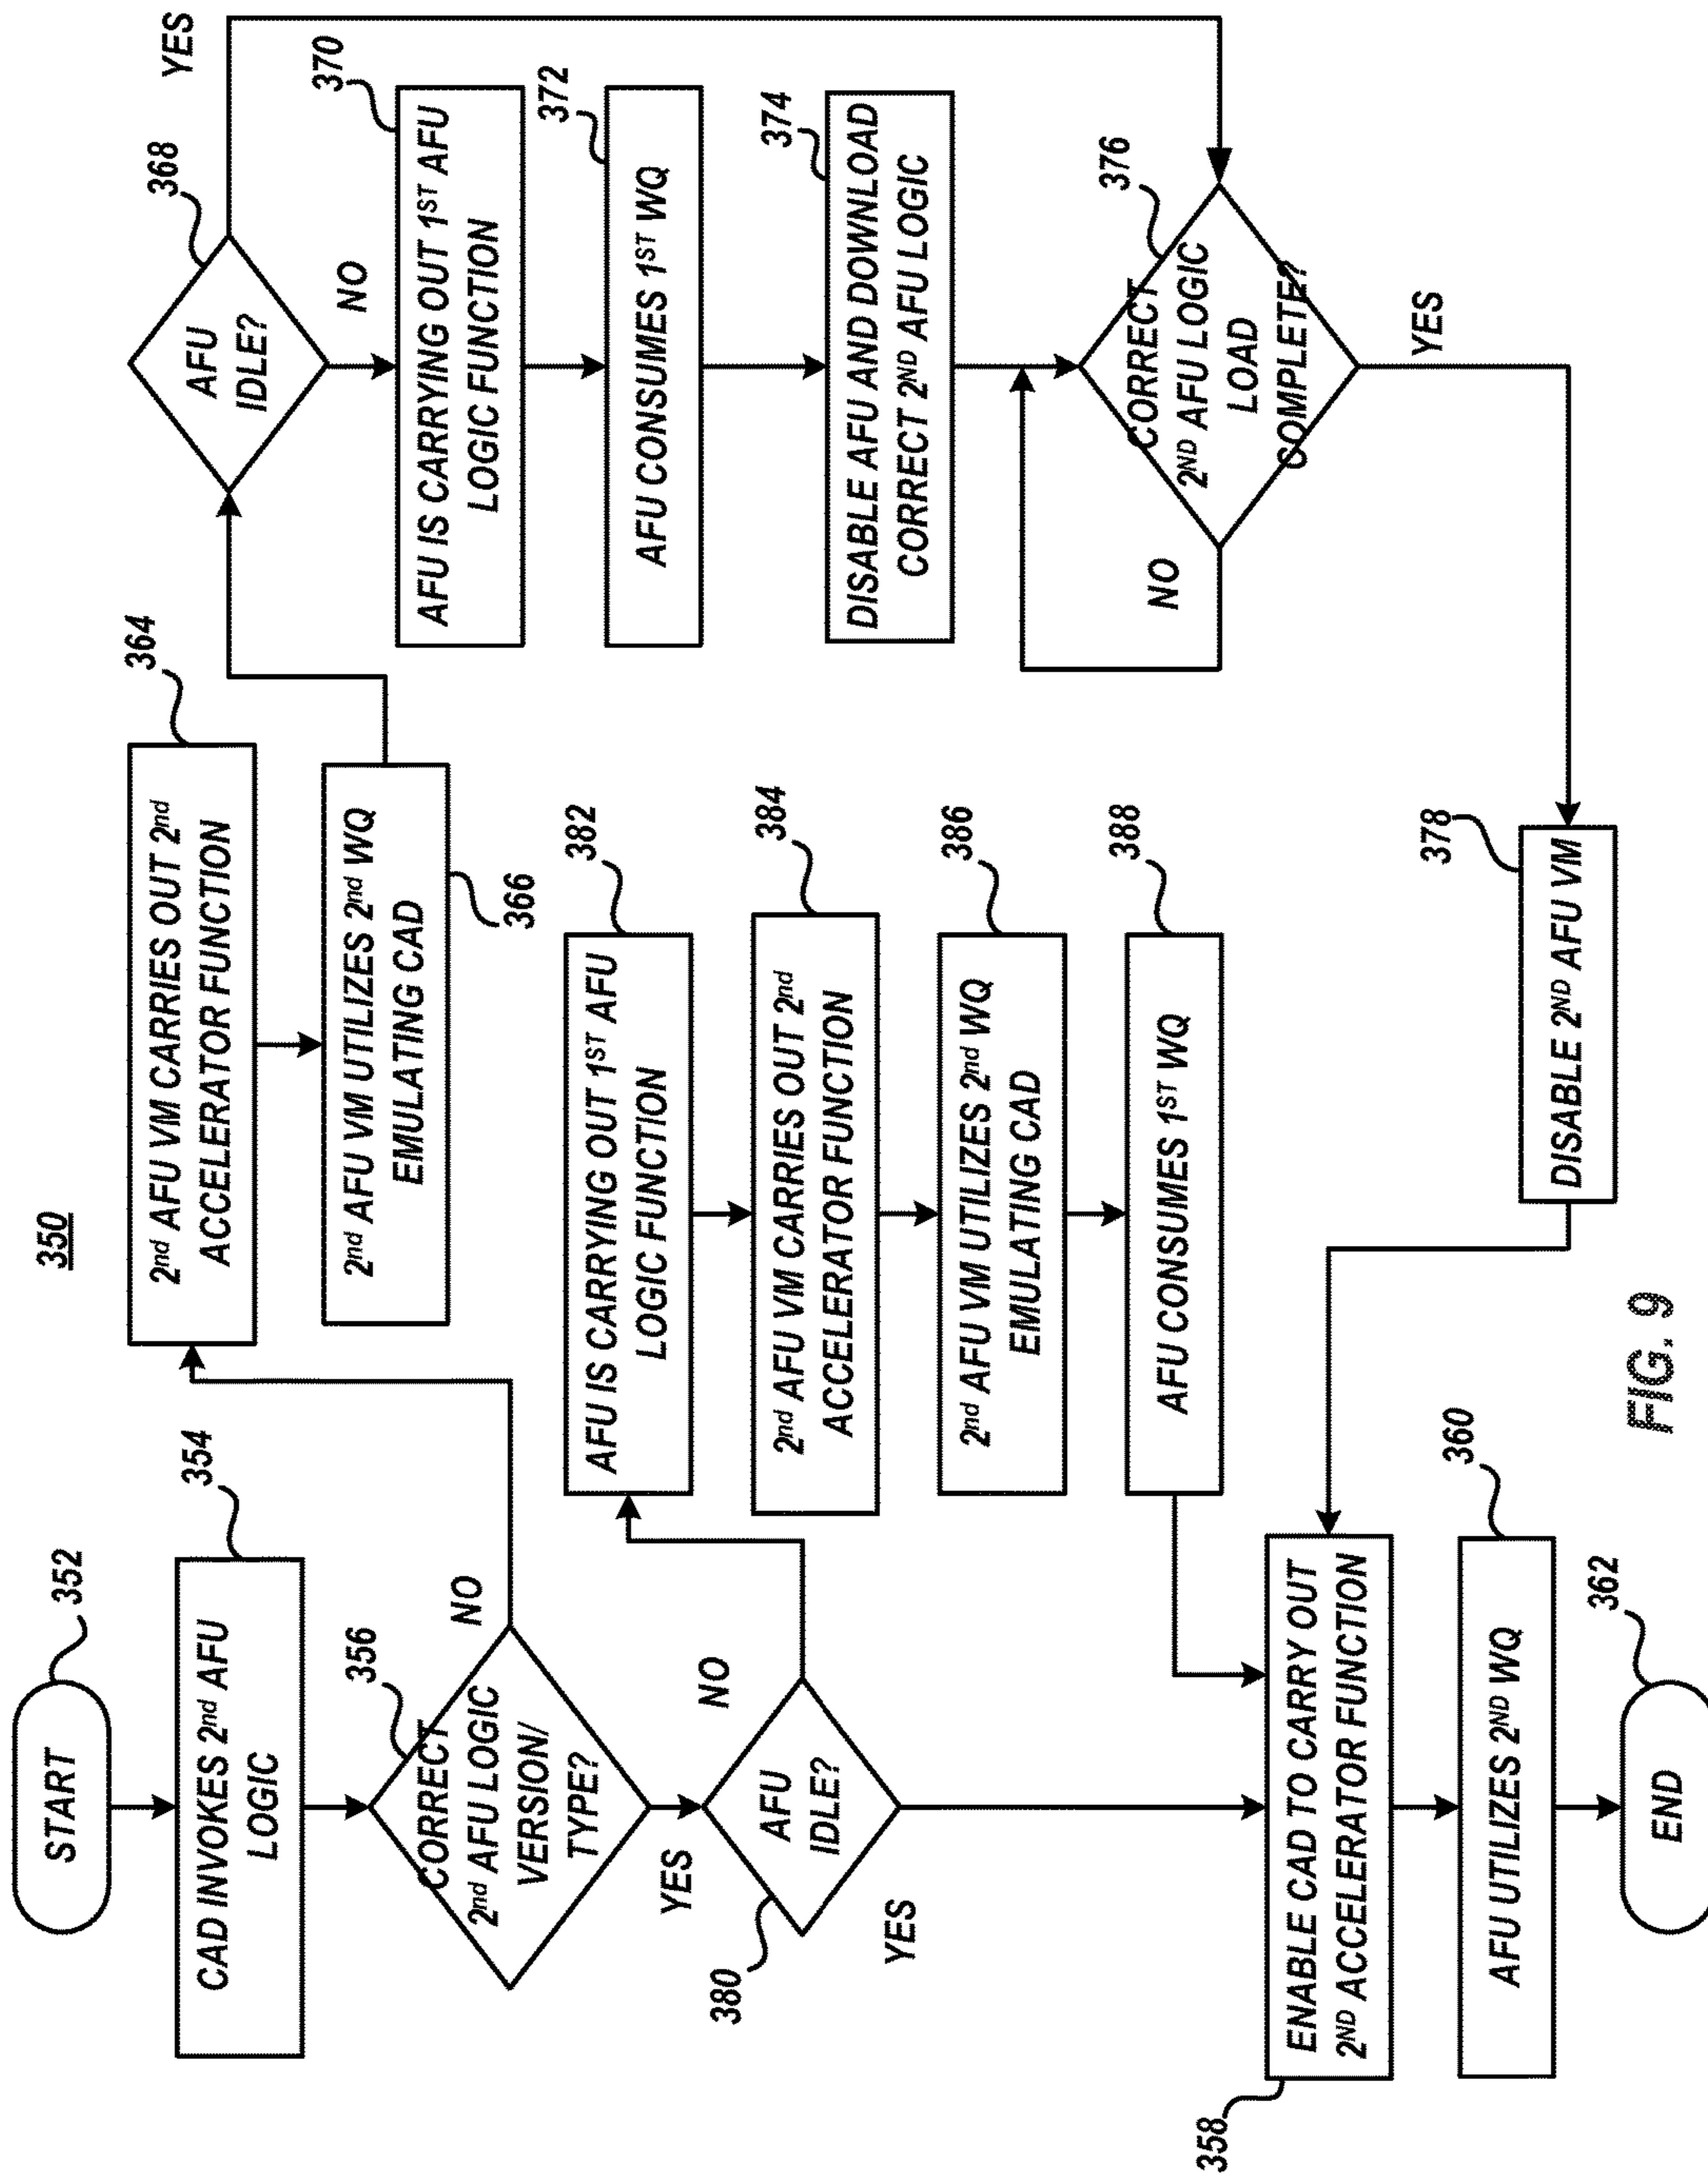 350
START
352
CAD INVOKES 2nd AFU
LOGIC
354
CORRECT
2nd AFU LOGIC
VERSION/
TYPE?
356
NO
YES
AFU
IDLE?
380
NO
YES
ENABLE CAD TO CARRY OUT
2ND ACCELERATOR FUNCTION
358
AFU UTILIZES 2ND WQ
360
END
362
2nd AFU VM CARRIES OUT 2nd
ACCELERATOR FUNCTION
364
2nd AFU VM UTILIZES 2nd WQ
EMULATING CAD
366
AFU IS CARRYING OUT 1ST AFU
LOGIC FUNCTION
382
2nd AFU VM CARRIES OUT 2nd
ACCELERATOR FUNCTION
384
2nd AFU VM UTILIZES 2nd WQ
EMULATING CAD
386
AFU CONSUMES 1ST WQ
388
AFU
IDLE?
368
YES
NO
AFU IS CARRYING OUT 1ST AFU
LOGIC FUNCTION
370
AFU CONSUMES 1ST WQ
372
DISABLE AFU AND DOWNLOAD
CORRECT 2ND AFU LOGIC
374
CORRECT
2ND AFU LOGIC
LOAD
COMPLETE?
376
NO
YES
DISABLE 2ND AFU VM
378
FIG. 9